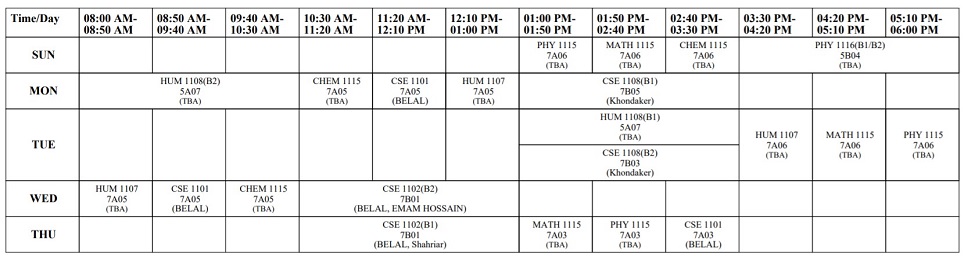 Time/Day 08:00 AM- 08:50 AM- 09:40 AM- 10:30 AM- 11:20 AM- 12:10 PM- 01:00 PM- 01:50 PM- 02:40 PM- 03:30 PM- 04:20 PM- 05:10 PM-
08:50 AM 09:40 AM 10:30 AM 11:20 AM 12:10 PM 01:00 PM 01:50 PM 02:40 PM 03:30 PM 04:20 PM 05:10 PM 06:00 PM
SUN
PHY 1115
7A06
(TBA)
MATH 1115
7A06
(TBA)
CHEM 1115
7A06
(TBA)
PHY 1116(B1/B2)
5B04
(TBA)
MON
HUM 1108(B2)
5A07
(TBA)
CHEM 1115
7A05
(TBA)
CSE 1101
7A05
(BELAL)
HUM 1107
7A05
(TBA)
CSE 1108(B1)
7B05
(Khondaker)
TUE
HUM 1108(B1)
5A07
(TBA)
CSE 1108(B2)
7B03
(Khondaker)
HUM 1107
7A06
(TBA)
MATH 1115
7A06
(TBA)
PHY 1115
7A06
(TBA)
WED
HUM 1107
7A05
(TBA)
CSE 1101
7A05
(BELAL)
CHEM 1115
7A05
(TBA)
CSE 1102(B2)
7B01
(BELAL, EMAM HOSSAIN)
THU
CSE 1102(B1)
7B01
(BELAL, Shahriar)
MATH 1115
7A03
(TBA)
PHY 1115
7A03
(TBA)
CSE 1101
7A03
(BELAL)